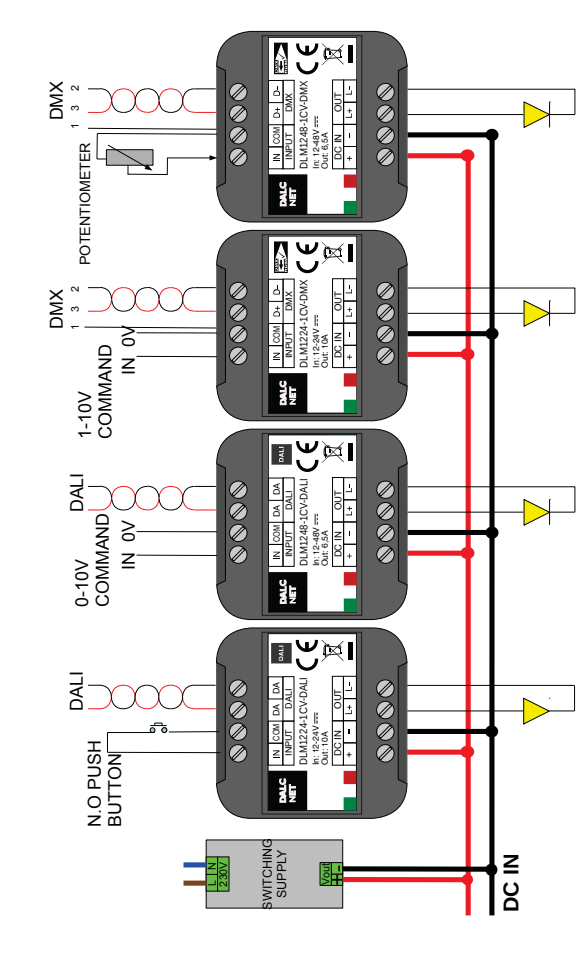 L N
230V
SWITCHING
SUPPLY
Vout
+ -
DC IN
N.O PUSH
BUTTON
DALI
IN COM DA DA
INPUT DALI
DALC
NET
DLM1224-1CV-DALI
In: 12-24V
Out: 10A
DALI
CE
DC IN OUT
+ - L+ L-
0-10V
COMMAND
IN 0V
DALI
IN COM DA DA
INPUT DALI
DALC
NET
DLM1248-1CV-DALI
In: 12-48V
Out: 6,5A
DALI
CE
DC IN OUT
+ - L+ L-
1-10V
COMMAND
IN 0V
DMX
1 3 2
IN COM D+ D-
INPUT DMX
DALC
NET
DLM1224-1CV-DMX
In: 12-24V
Out: 10A
CE
DC IN OUT
+ - L+ L-
POTENTIOMETER
DMX
1 3 2
IN COM D+ D-
INPUT DMX
DALC
NET
DLM1248-1CV-DMX
In: 12-48V
Out: 6,5A
CE
DC IN OUT
+ - L+ L-